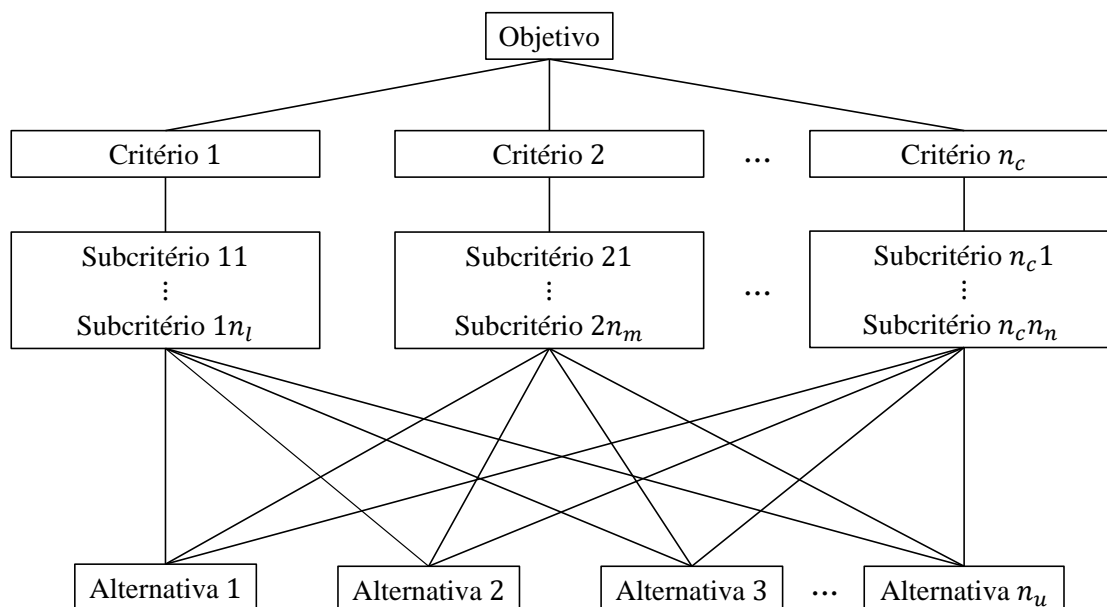 Objetivo
Critério 1
Critério 2
...
Critério n_c
Subcritério 11
⋮
Subcritério 1n_l
Subcritério 21
⋮
Subcritério 2n_m
...
Subcritério n_c1
⋮
Subcritério n_cn_n
Alternativa 1
Alternativa 2
Alternativa 3
...
Alternativa n_u